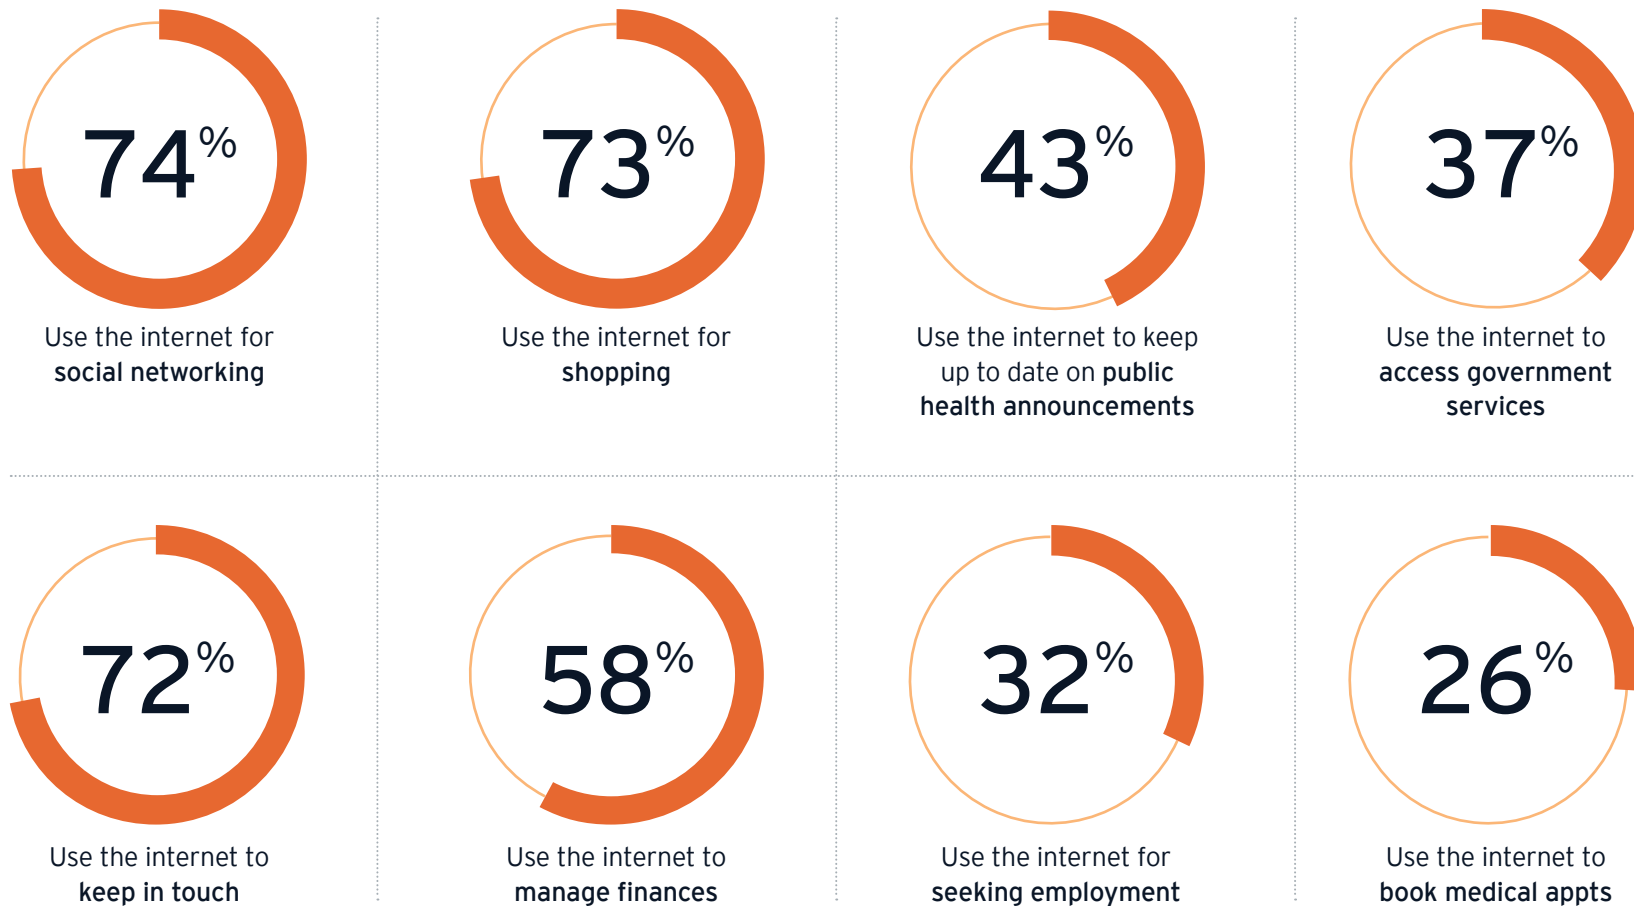 74%
Use the internet for
social networking
73%
Use the internet for
shopping
43%
Use the internet to keep
up to date on public
health announcements
37%
Use the internet to
access government
services
72%
Use the internet to
keep in touch
58%
Use the internet to
manage finances
32%
Use the internet for
seeking employment
26%
Use the internet to
book medical appts